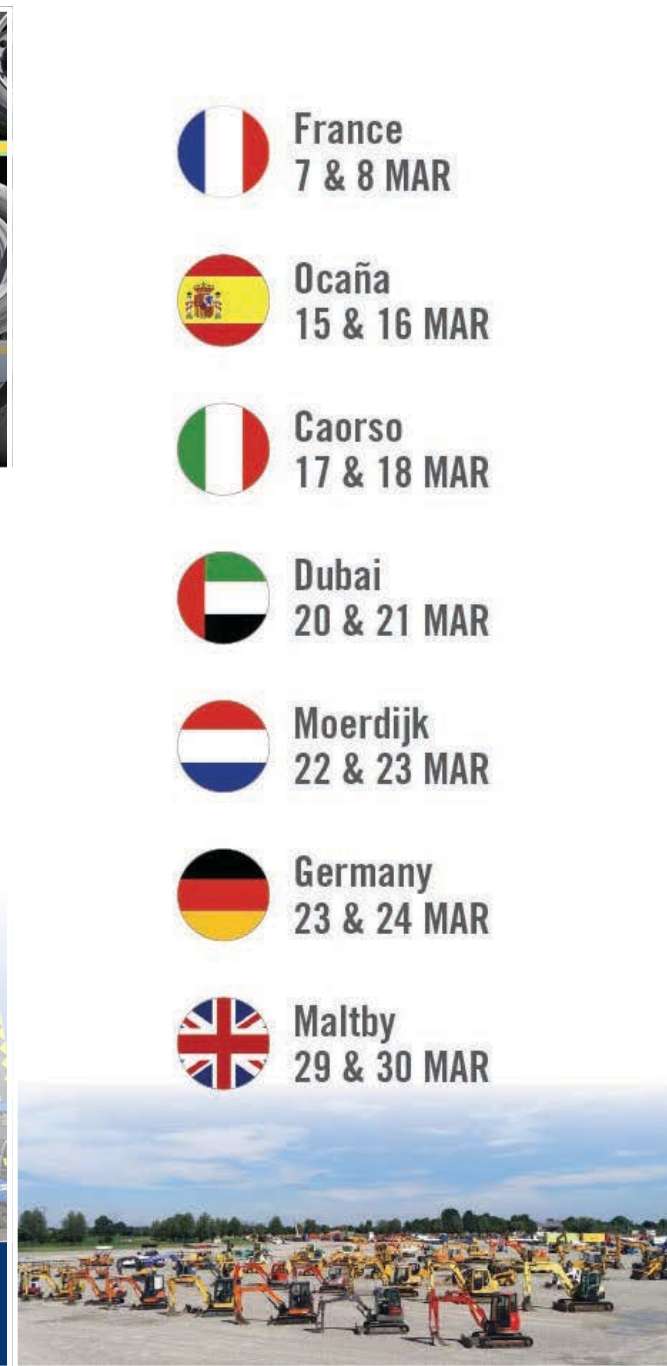 France
7 & 8 MAR
Ocaña
15 & 16 MAR
Caorso
17 & 18 MAR
Dubai
20 & 21 MAR
Moerdijk
22 & 23 MAR
Germany
23 & 24 MAR
Maltby
29 & 30 MAR